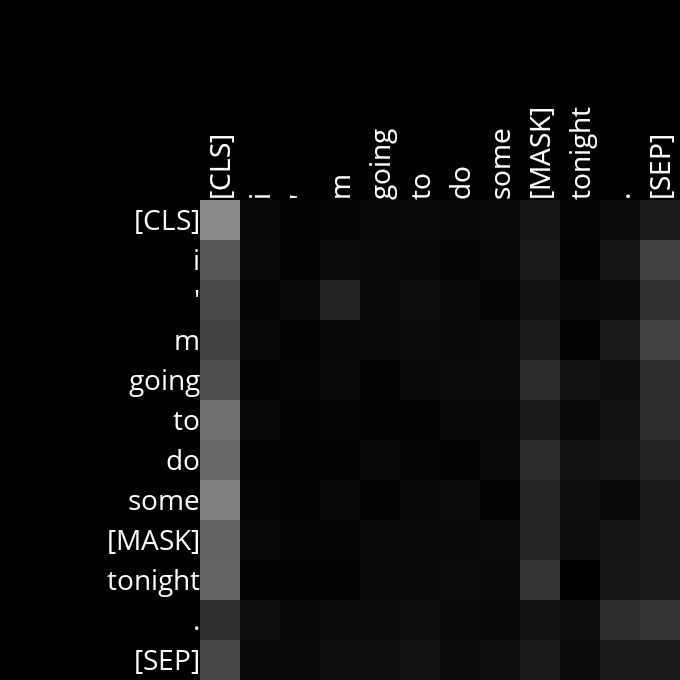 [CLS] i ' m going to do some [MASK] tonight . [SEP]
[CLS]
i
'
m
going
to
do
some
[MASK]
tonight
.
[SEP]